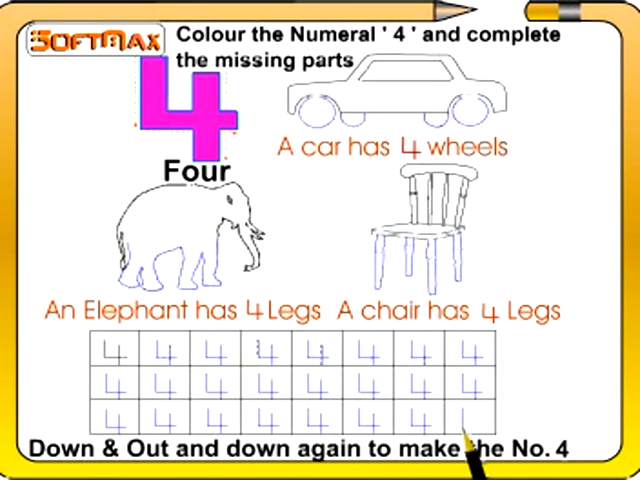 SOFTMAX
Colour the Numeral ' 4 ' and complete
the missing parts
4
A car has 4 wheels
Four
An Elephant has 4 Legs
A chair has 4 Legs
4 4 4 4 4 4 4 4
4 4 4 4 4 4 4 4
4 4 4 4 4 4 4
Down & Out and down again to make the No. 4